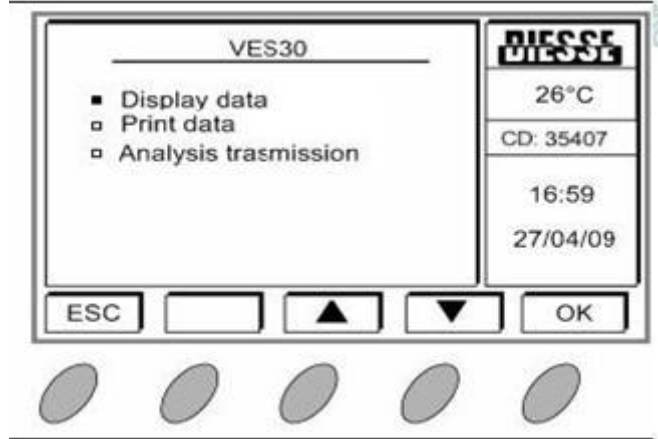 VES30
Display data
Print data
Analysis trasmission
DIESSE
26°C
CD: 35407
16:59
27/04/09
ESC
OK